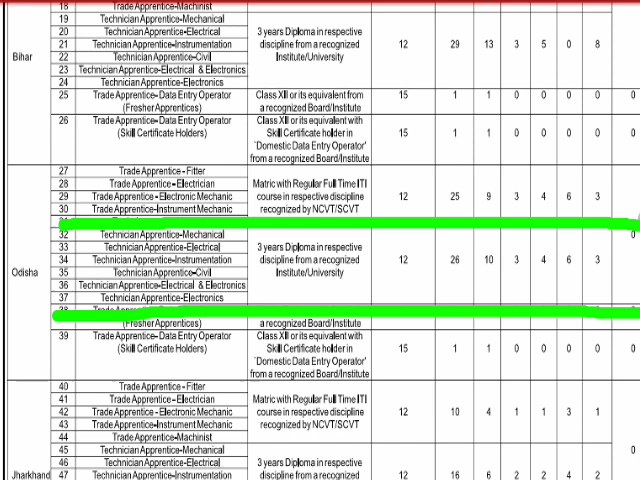 18 Trade Apprentice-Machinist
19 Technician Apprentice-Mechanical
20 Technician Apprentice-Electrical
21 Technician Apprentice-Instrumentation
22 Technician Apprentice-Civil
23 Technician Apprentice-Electrical & Electronics
24 Technician Apprentice-Electronics
Bihar
3 years Diploma in respective
discipline from a recognized
Institute/University
12 29 13 3 5 0 8
25 Trade Apprentice-Data Entry Operator
(Fresher Apprentices)
Class XII or its equivalent from
a recognized Board/Institute
15 1 1 0 0 0 0 0
26 Trade Apprentice-Data Entry Operator
(Skill Certificate Holders)
Class XII or its equivalent with
Skill Certificate holder in
'Domestic Data Entry Operator'
from a recognized Board/Institute
15 1 1 0 0 0 0 0
27 Trade Apprentice - Fitter
28 Trade Apprentice - Electrician
29 Trade Apprentice - Electronic Mechanic
30 Trade Apprentice-Instrument Mechanic
Matric with Regular Full Time ITI
course in respective discipline
recognized by NCVT/SCVT
12 25 9 3 4 6 3
Odisha
32 Technician Apprentice-Mechanical
33 Technician Apprentice-Electrical
34 Technician Apprentice-Instrumentation
35 Technician Apprentice-Civil
36 Technician Apprentice-Electrical & Electronics
37 Technician Apprentice-Electronics
3 years Diploma in respective
discipline from a recognized
Institute/University
12 26 10 3 4 6 3
0
(Fresher Apprentices)
a recognized Board/Institute
39 Trade Apprentice-Data Entry Operator
(Skill Certificate Holders)
Class XII or its equivalent with
Skill Certificate holder in
'Domestic Data Entry Operator'
from a recognized Board/Institute
15 1 1 0 0 0 0 0
40 Trade Apprentice - Fitter
41 Trade Apprentice - Electrician
42 Trade Apprentice - Electronic Mechanic
43 Trade Apprentice-Instrument Mechanic
44 Trade Apprentice-Machinist
Matric with Regular Full Time ITI
course in respective discipline
recognized by NCVT/SCVT
12 10 4 1 1 3 1
0
45 Technician Apprentice-Mechanical
46 Technician Apprentice-Electrical
47 Technician Apprentice-Instrumentation
Jharkhand
3 years Diploma in respective
discipline from a recognized
12 16 6 2 2 4 2